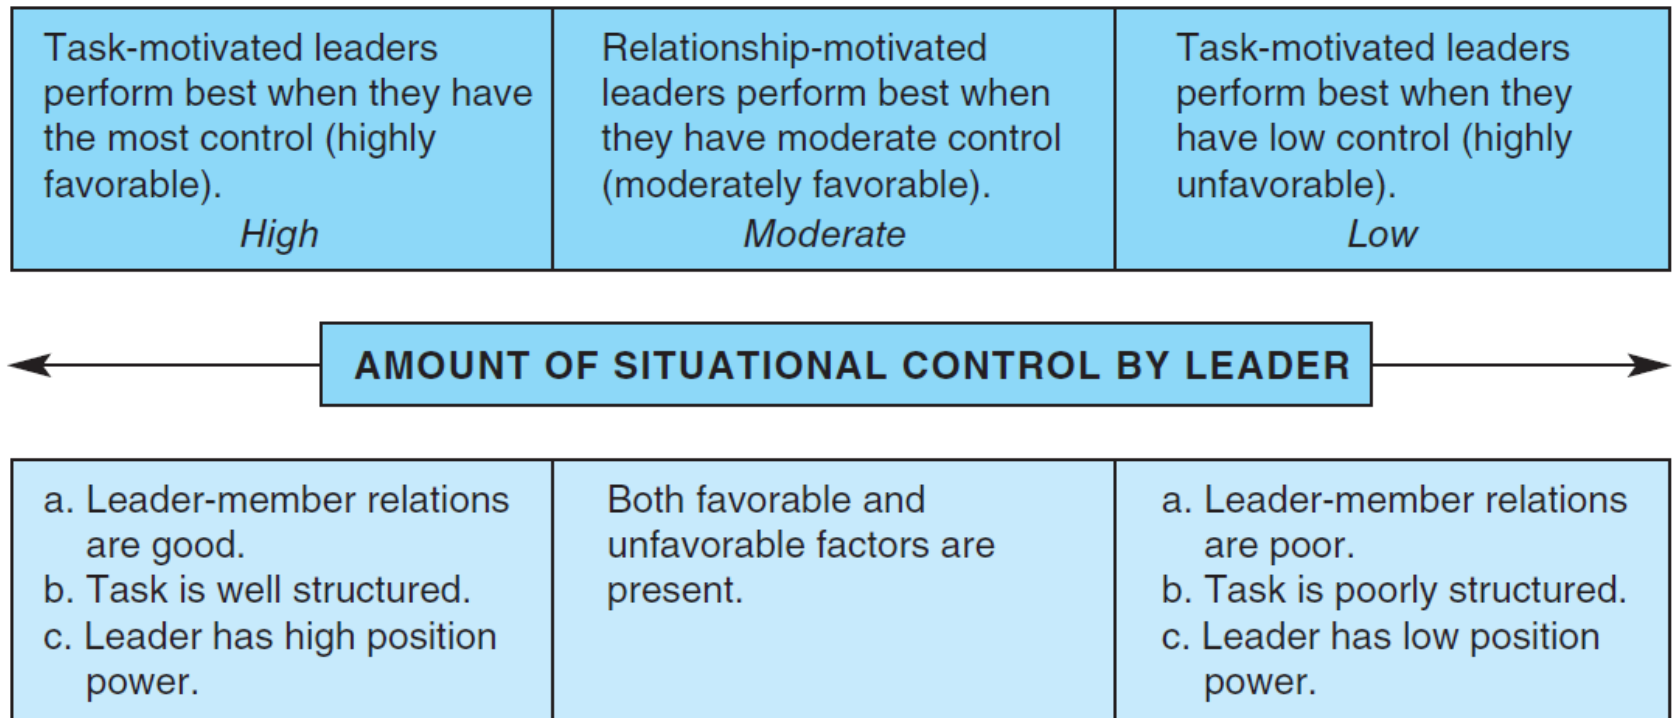 Task-motivated leaders
perform best when they have
the most control (highly
favorable).
High
Relationship-motivated
leaders perform best when
they have moderate control
(moderately favorable).
Moderate
Task-motivated leaders
perform best when they
have low control (highly
unfavorable).
Low
AMOUNT OF SITUATIONAL CONTROL BY LEADER
a. Leader-member relations
are good.
b. Task is well structured.
c. Leader has high position
power.
Both favorable and
unfavorable factors are
present.
a. Leader-member relations
are poor.
b. Task is poorly structured.
c. Leader has low position
power.